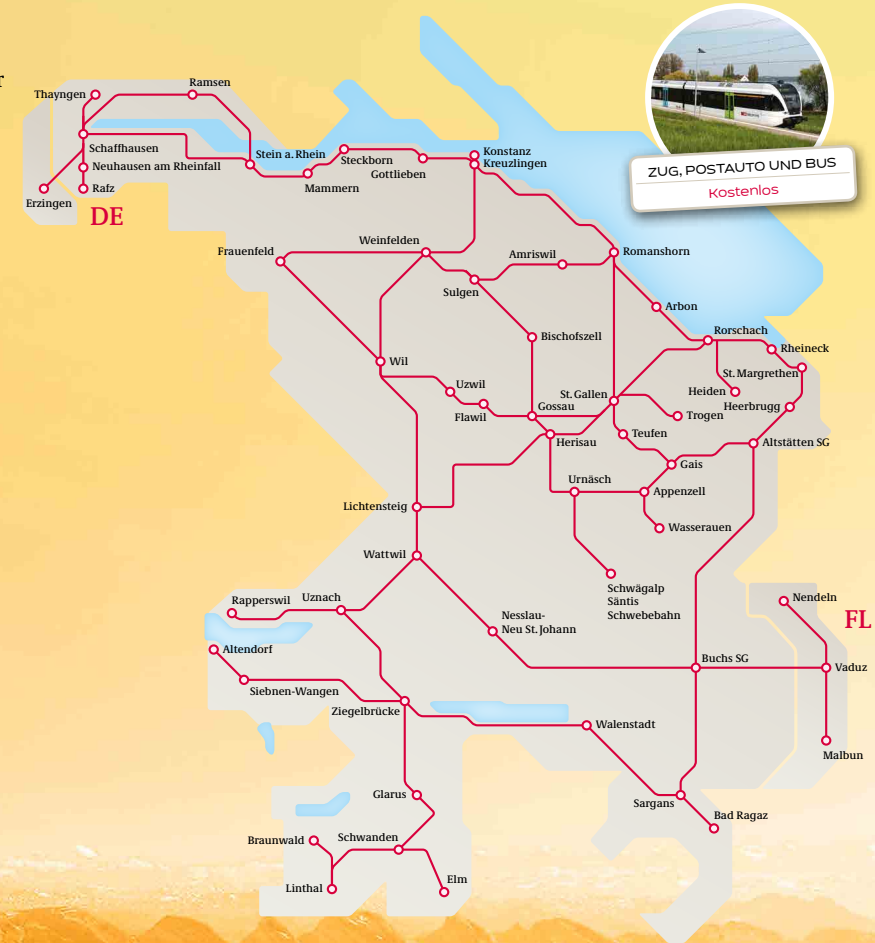 r
Thayngen
Ramsen
Schaffhausen
Neuhausen am Rheinfall
Rafz
Erzingen
DE
Stein a. Rhein
Steckborn
Mammern
Gottlieben
Konstanz
Kreuzlingen
ZUG, POSTAUTO UND BUS
Kostenlos
Frauenfeld
Weinfelden
Amriswil
Romanshorn
Sulgen
Arbon
Bischofszell
Rorschach
Rheineck
St. Margrethen
Wil
Uzwil
Flawil
Gossau
St. Gallen
Heiden
Heerbrugg
Trogen
Herisau
Teufen
Altstätten SG
Gais
Urnäsch
Appenzell
Lichtensteig
Wasserauen
Wattwil
Schwägalp
Säntis
Schwebebahn
Rapperswil
Uznach
Nesslau-
Neu St. Johann
Nendeln
FL
Altendorf
Buchs SG
Vaduz
Siebnen-Wangen
Ziegelbrücke
Walenstadt
Malbun
Glarus
Sargans
Bad Ragaz
Braunwald
Schwanden
Linthal
Elm